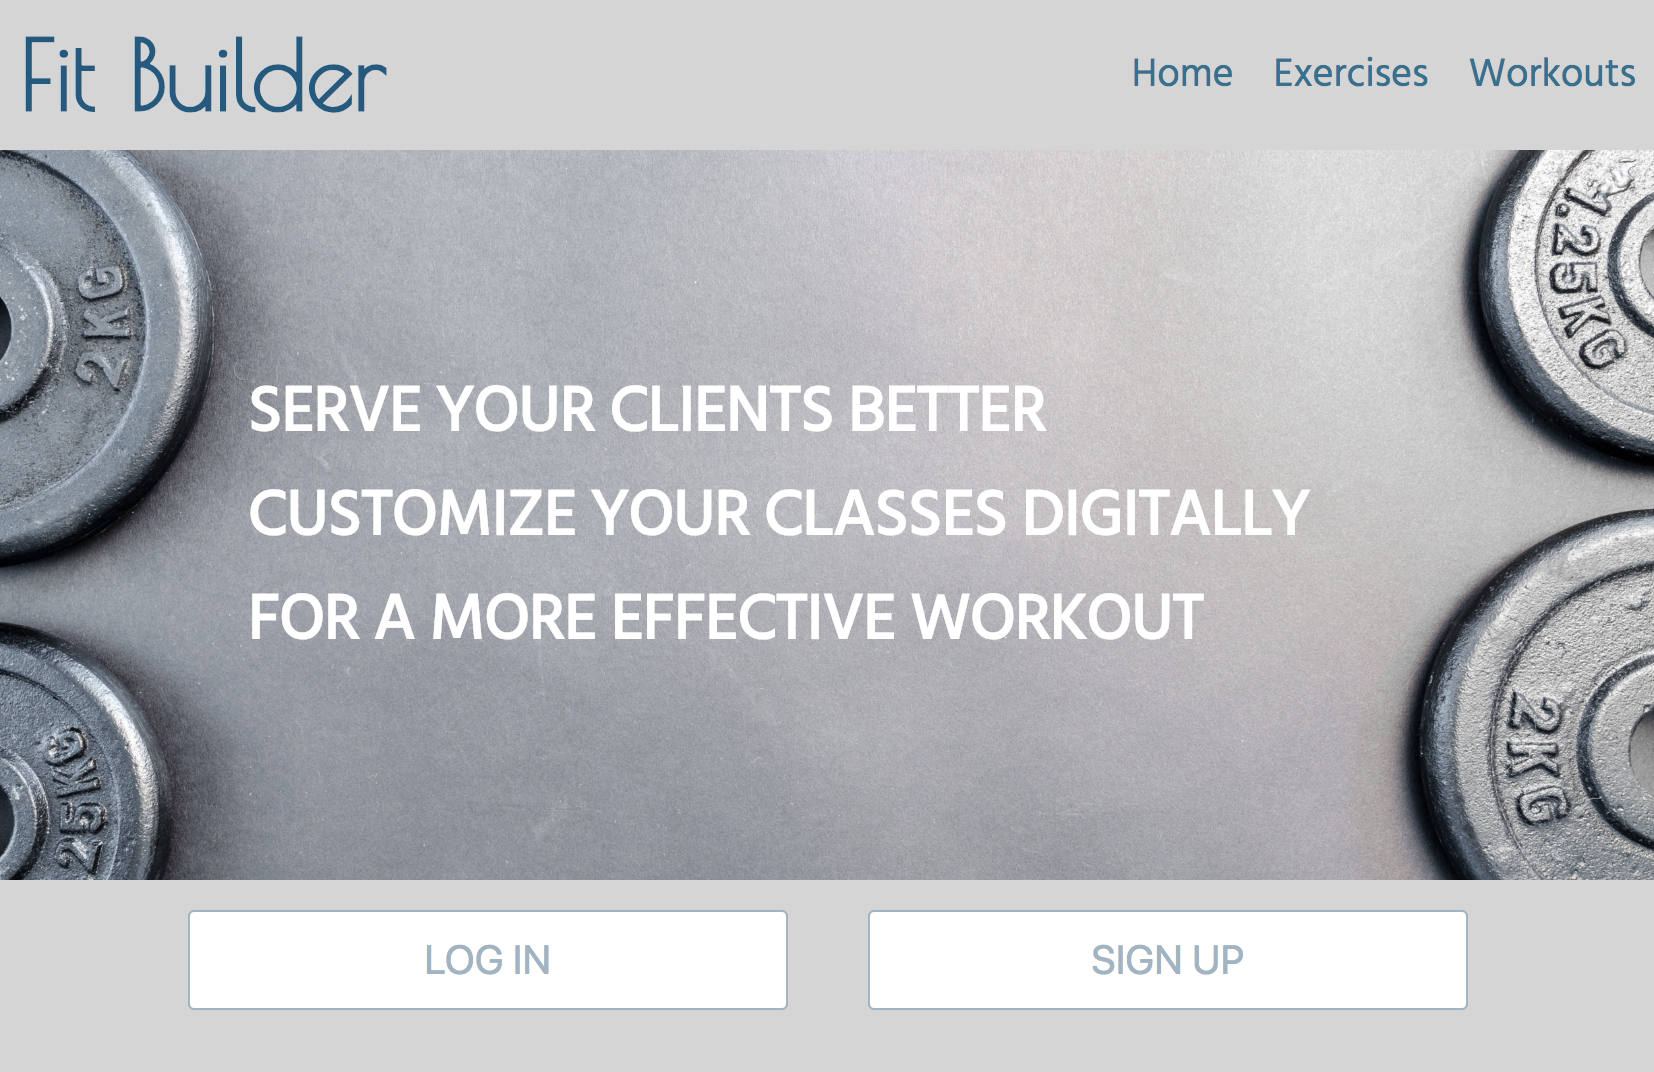 Fit Builder
Home Exercises Workouts
2KG
1.25KG
SERVE YOUR CLIENTS BETTER
CUSTOMIZE YOUR CLASSES DIGITALLY
FOR A MORE EFFECTIVE WORKOUT
25KG
2KG
LOG IN
SIGN UP